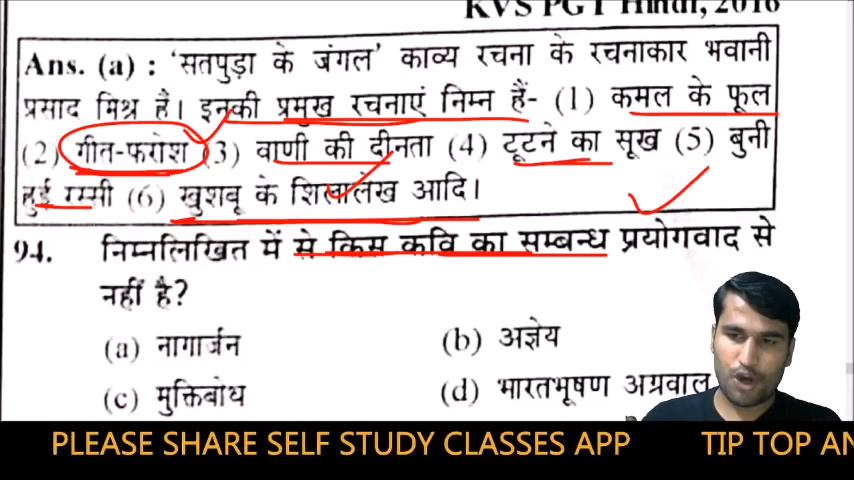 KVS PGT Hindi, 2016
Ans. (a) : ‘सतपुड़ा के जंगल’ काव्य रचना के रचनाकार भवानी
प्रसाद मिश्र है। इनकी प्रमुख रचनाएं निम्न हैं- (1) कमल के फूल
(2) गीत-फरोश (3) वाणी की दीनता (4) टूटने का सूख (5) बुनी
हुई रस्सी (6) खुशबू के शिलालेख आदि।
94. निम्नलिखित में से किस कवि का सम्बन्ध प्रयोगवाद से
नहीं है?
(a) नागार्जन (b) अज्ञेय
(c) मुक्तिबोध (d) भारतभूषण अग्रवाल
PLEASE SHARE SELF STUDY CLASSES APP TIP TOP AN